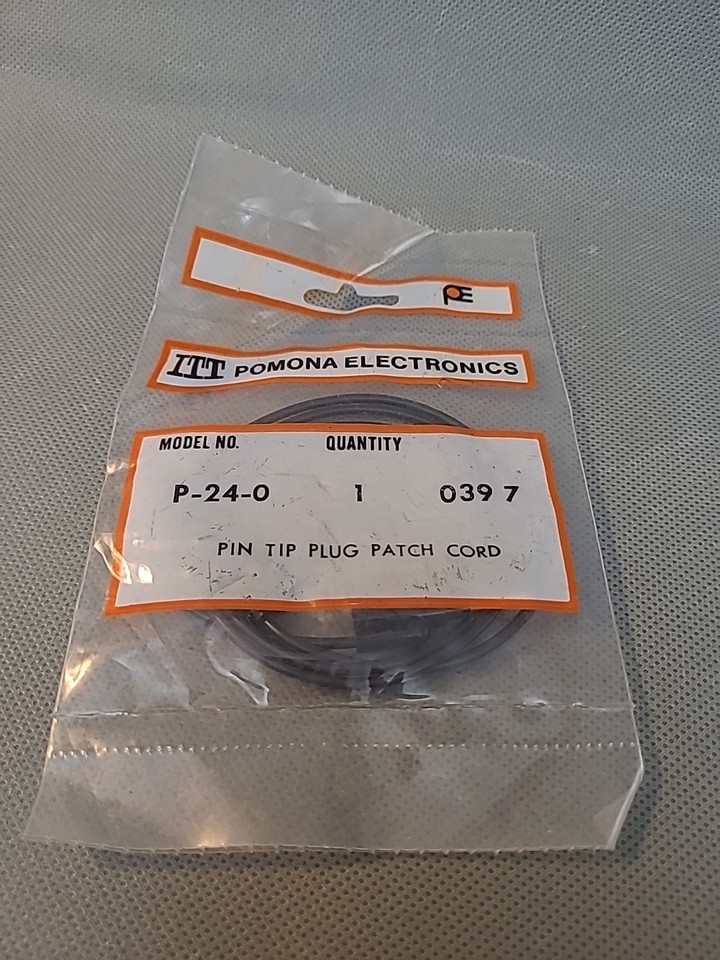 PE
ITT POMONA ELECTRONICS
MODEL NO. QUANTITY
P-24-0 1 039 7
PIN TIP PLUG PATCH CORD